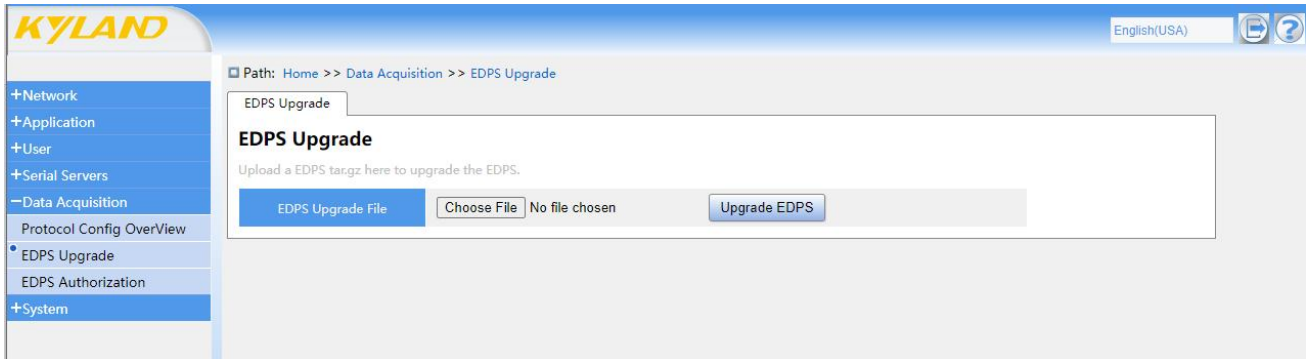 KYLAND
English(USA)
Path: Home >> Data Acquisition >> EDPS Upgrade
+Network
+Application
+User
+Serial Servers
−Data Acquisition
Protocol Config OverView
EDPS Upgrade
EDPS Authorization
+System
EDPS Upgrade
EDPS Upgrade
Upload a EDPS tar.gz here to upgrade the EDPS.
EDPS Upgrade File Choose File No file chosen Upgrade EDPS